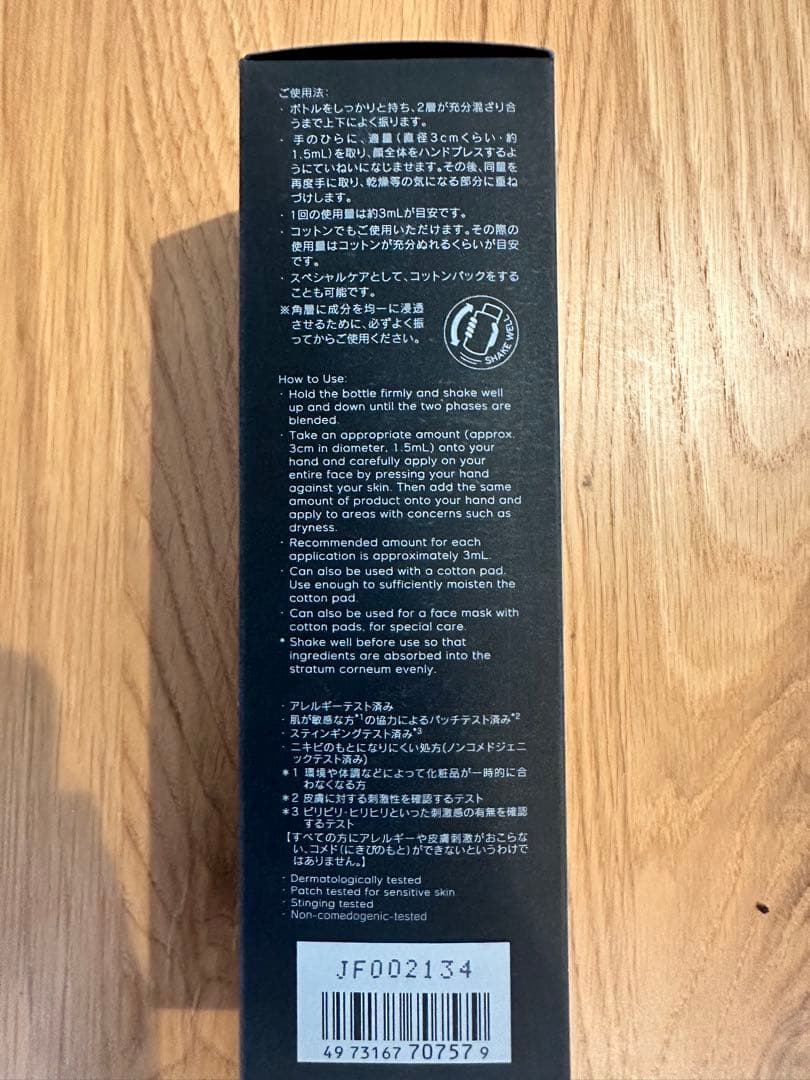 ご使用法:
・ボトルをしっかりと持ち、2層が充分混ざり合
うまで上下によく振ります。
・手のひらに、適量(直径3cmくらい・約
1.5mL)を取り、顔全体をハンドプレスするよ
うにていねいになじませます。その後、同量を
再度手に取り、乾燥等の気になる部分に重ね
づけします。
・1回の使用量は約3mLが目安です。
・コットンでもご使用いただけます。その際の
使用量はコットンが充分ぬれるくらいが目安
です。
・スペシャルケアとして、コットンパックをする
ことも可能です。
※角層に成分を均一に浸透
させるために、必ずよく振
ってからご使用ください。
SHAKE WELL
How to Use:
・Hold the bottle firmly and shake well
up and down until the two phases are
blended.
・Take an appropriate amount (approx.
3cm in diameter, 1.5mL) onto your
hand and carefully apply on your
entire face by pressing your hand
against your skin. Then add the same
amount of product onto your hand and
apply to areas with concerns such as
dryness.
・Recommended amount for each
application is approximately 3mL.
・Can also be used with a cotton pad.
Use enough to sufficiently moisten the
cotton pad.
・Can also be used for a face mask with
cotton pads, for special care.
* Shake well before use so that
ingredients are absorbed into the
stratum corneum evenly.
・アレルギーテスト済み
・肌が敏感な方*1の協力によるパッチテスト済み*2
・スティンギングテスト済み*3
・ニキビのもとになりにくい処方(ノンコメドジェニ
ックテスト済み)
*1 環境や体調などによって化粧品が一時的に合
わなくなる方
*2 皮膚に対する刺激性を確認するテスト
*3 ピリピリ・ヒリヒリといった刺激感の有無を確認
するテスト
【すべての方にアレルギーや皮膚刺激がおこらな
い、コメド(にきびのもと)ができないというわけで
はありません。】
・Dermatologically tested
・Patch tested for sensitive skin
・Stinging tested
・Non-comedogenic-tested
JF002134
4973167707579